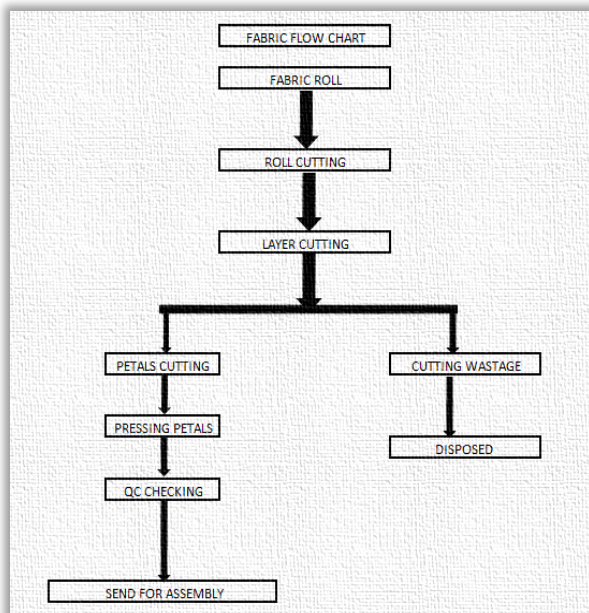 FABRIC FLOW CHART
FABRIC ROLL
ROLL CUTTING
LAYER CUTTING
PETALS CUTTING
CUTTING WASTAGE
PRESSING PETALS
DISPOSED
QC CHECKING
SEND FOR ASSEMBLY